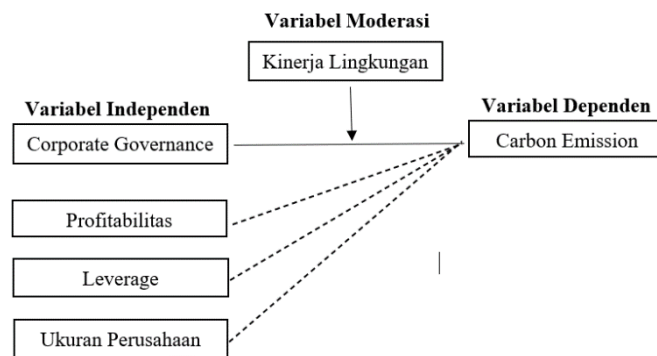 Variabel Moderasi
Kinerja Lingkungan
Variabel Independen
Variabel Dependen
Corporate Governance
Carbon Emission
Profitabilitas
Leverage
Ukuran Perusahaan